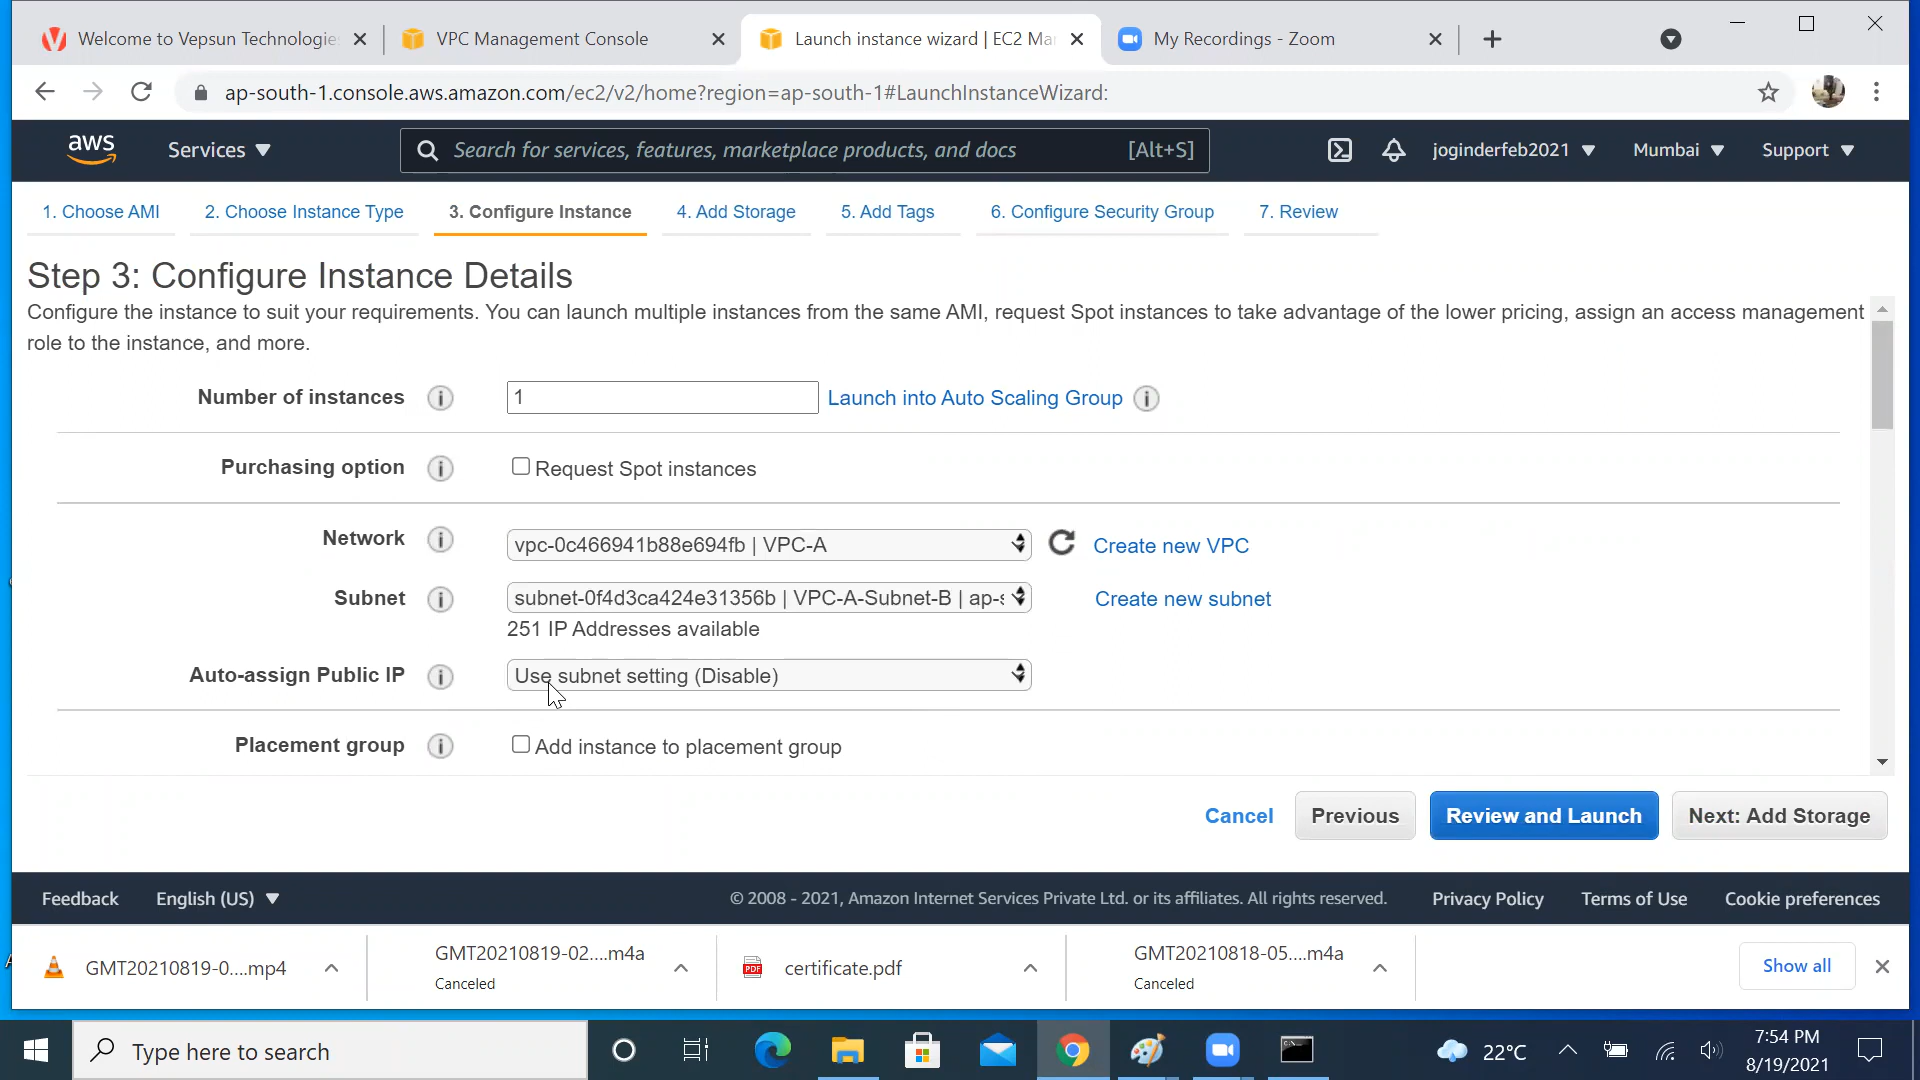 Welcome to Vepsun Technologie
VPC Management Console
Launch instance wizard | EC2 Ma
My Recordings - Zoom
ap-south-1.console.aws.amazon.com/ec2/v2/home?region=ap-south-1#LaunchInstanceWizard:
aws
Services
Search for services, features, marketplace products, and docs
[Alt+S]
joginderfeb2021
Mumbai
Support
1. Choose AMI
2. Choose Instance Type
3. Configure Instance
4. Add Storage
5. Add Tags
6. Configure Security Group
7. Review
Step 3: Configure Instance Details
Configure the instance to suit your requirements. You can launch multiple instances from the same AMI, request Spot instances to take advantage of the lower pricing, assign an access management
role to the instance, and more.
Number of instances
1
Launch into Auto Scaling Group
Purchasing option
Request Spot instances
Network
vpc-0c466941b88e694fb | VPC-A
Create new VPC
Subnet
subnet-0f4d3ca424e31356b | VPC-A-Subnet-B | ap-s
Create new subnet
251 IP Addresses available
Auto-assign Public IP
Use subnet setting (Disable)
Placement group
Add instance to placement group
Cancel
Previous
Review and Launch
Next: Add Storage
Feedback
English (US)
© 2008 - 2021, Amazon Internet Services Private Ltd. or its affiliates. All rights reserved.
Privacy Policy
Terms of Use
Cookie preferences
GMT20210819-0....mp4
GMT20210819-02....m4a
Canceled
certificate.pdf
GMT20210818-05....m4a
Canceled
Show all
Type here to search
22°C
7:54 PM
8/19/2021